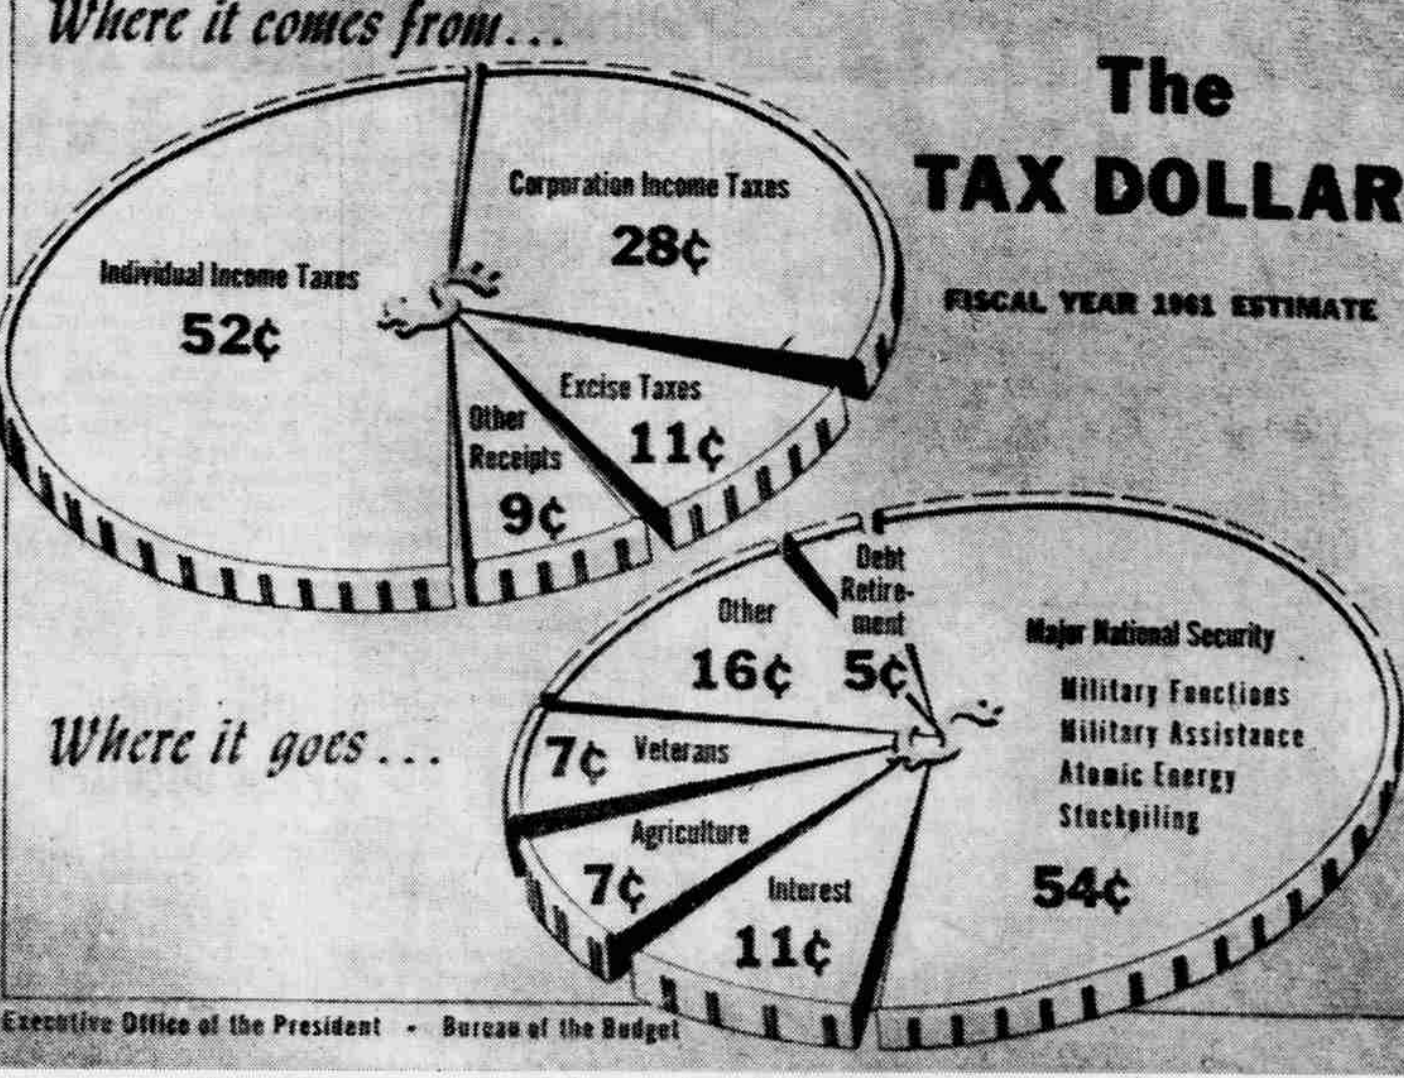 Where it comes from...
The
TAX DOLLAR
FISCAL YEAR 1961 ESTIMATE
Corporation Income Taxes
28¢
Individual Income Taxes
52¢
Excise Taxes
11¢
Other
Receipts
9¢
Where it goes...
Debt
Retire-
ment
5¢
Other
16¢
Veterans
7¢
Agriculture
7¢
Interest
11¢
Major National Security
Military Functions
Military Assistance
Atomic Energy
Stockpiling
54¢
Executive Office of the President - Bureau of the Budget